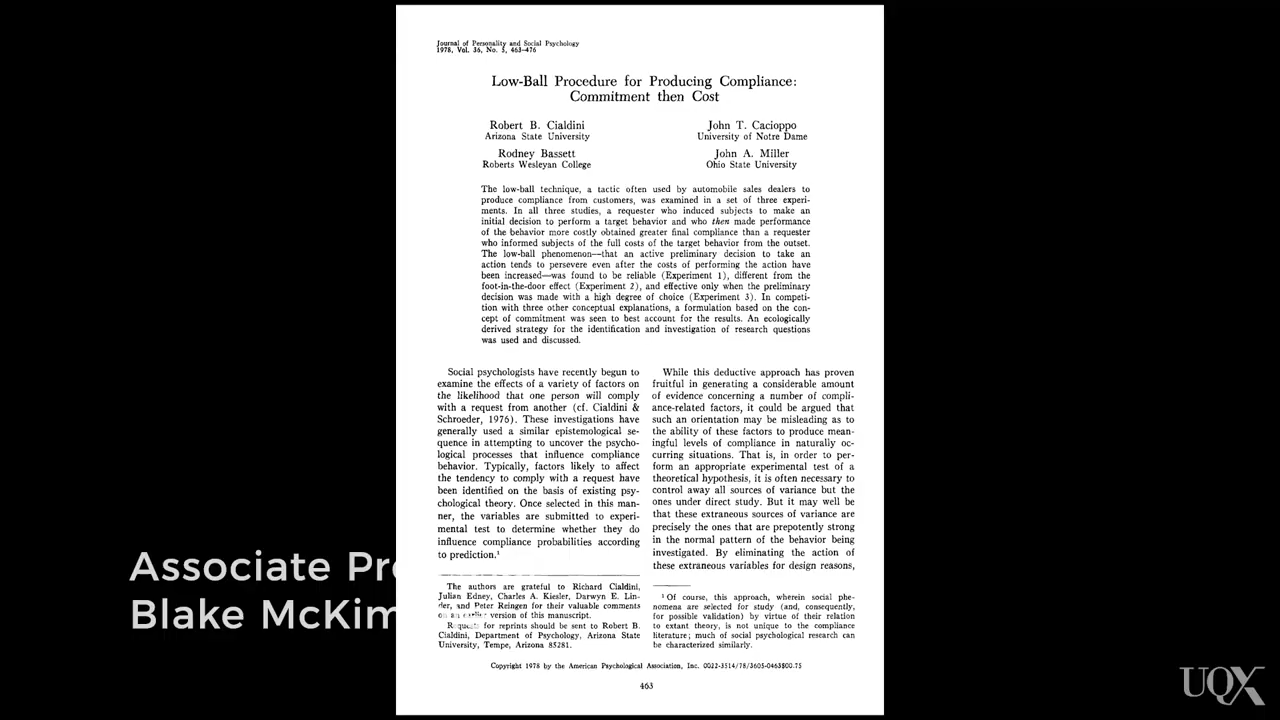 Journal of Personality and Social Psychology
1978, Vol. 36, No. 5, 463-476
Low-Ball Procedure for Producing Compliance:
Commitment then Cost
Robert B. Cialdini
Arizona State University
John T. Cacioppo
University of Notre Dame
Rodney Bassett
Roberts Wesleyan College
John A. Miller
Ohio State University
The low-ball technique, a tactic often used by automobile sales dealers to
produce compliance from customers, was examined in a set of three experi-
ments. In all three studies, a requester who induced subjects to make an
initial decision to perform a target behavior and who then made performance
of the behavior more costly obtained greater final compliance than a requester
who informed subjects of the full costs of the target behavior from the outset.
The low-ball phenomenon—that an active preliminary decision to take an
action tends to persevere even after the costs of performing the action have
been increased—was found to be reliable (Experiment 1), different from the
foot-in-the-door effect (Experiment 2), and effective only when the preliminary
decision was made with a high degree of choice (Experiment 3). In competi-
tion with three other conceptual explanations, a formulation based on the con-
cept of commitment was seen to best account for the results. An ecologically
derived strategy for the identification and investigation of research questions
was used and discussed.
Social psychologists have recently begun to
examine the effects of a variety of factors on
the likelihood that one person will comply
with a request from another (cf. Cialdini &
Schroeder, 1976). These investigations have
generally used a similar epistemological se-
quence in attempting to uncover the psycho-
logical processes that influence compliance
behavior. Typically, factors likely to affect
the tendency to comply with a request have
been identified on the basis of existing psy-
chological theory. Once selected in this man-
ner, the variables are submitted to experi-
mental test to determine whether they do
influence compliance probabilities according
to prediction.¹
The authors are grateful to Richard Cialdini,
Julian Edney, Charles A. Kiesler, Darwyn E. Lin-
der, and Peter Reingen for their valuable comments
on an earlier version of this manuscript.
Requests for reprints should be sent to Robert B.
Cialdini, Department of Psychology, Arizona State
University, Tempe, Arizona 85281.
While this deductive approach has proven
fruitful in generating a considerable amount
of evidence concerning a number of compli-
ance-related factors, it could be argued that
such an orientation may be misleading as to
the ability of these factors to produce mean-
ingful levels of compliance in naturally oc-
curring situations. That is, in order to per-
form an appropriate experimental test of a
theoretical hypothesis, it is often necessary to
control away all sources of variance but the
ones under direct study. But it may well be
that these extraneous sources of variance are
precisely the ones that are prepotently strong
in the normal pattern of the behavior being
investigated. By eliminating the action of
these extraneous variables for design reasons,
¹ Of course, this approach, wherein social phe-
nomena are selected for study (and, consequently,
for possible validation) by virtue of their relation
to extant theory, is not unique to the compliance
literature; much of social psychological research can
be characterized similarly.
Copyright 1978 by the American Psychological Association, Inc. 0022-3514/78/3605-0463$00.75
463
Associate Pr
Blake McKim
UQX